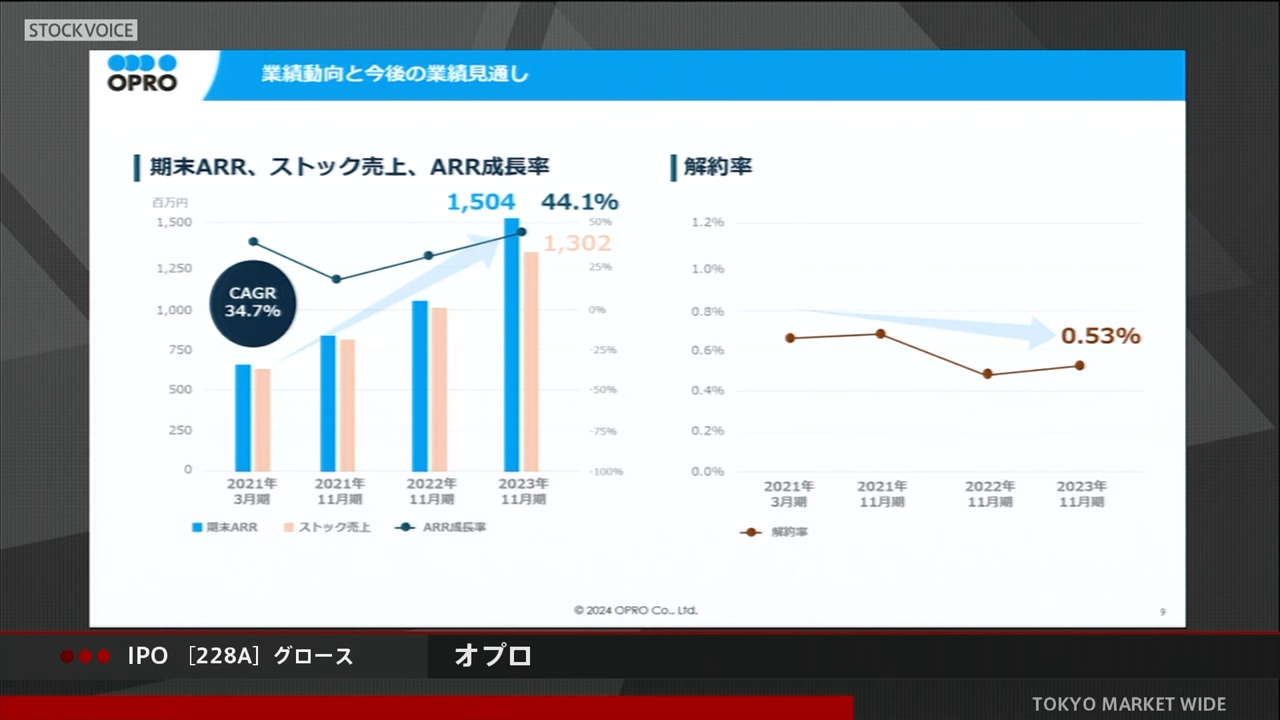 STOCKVOICE
OPRO
業績動向と今後の業績見通し
期末ARR、ストック売上、ARR成長率
百万円
1,504 44.1%
1,302
1,500
1,250
1,000
750
500
250
0
50%
25%
0%
-25%
-50%
-75%
-100%
CAGR
34.7%
2021年
3月期
2021年
11月期
2022年
11月期
2023年
11月期
期末ARR ストック売上 ARR成長率
解約率
1.2%
1.0%
0.8%
0.6%
0.4%
0.2%
0.0%
0.53%
2021年
3月期
2021年
11月期
2022年
11月期
2023年
11月期
解約率
© 2024 OPRO Co., Ltd.
9
IPO [228A] グロース
オプロ
TOKYO MARKET WIDE